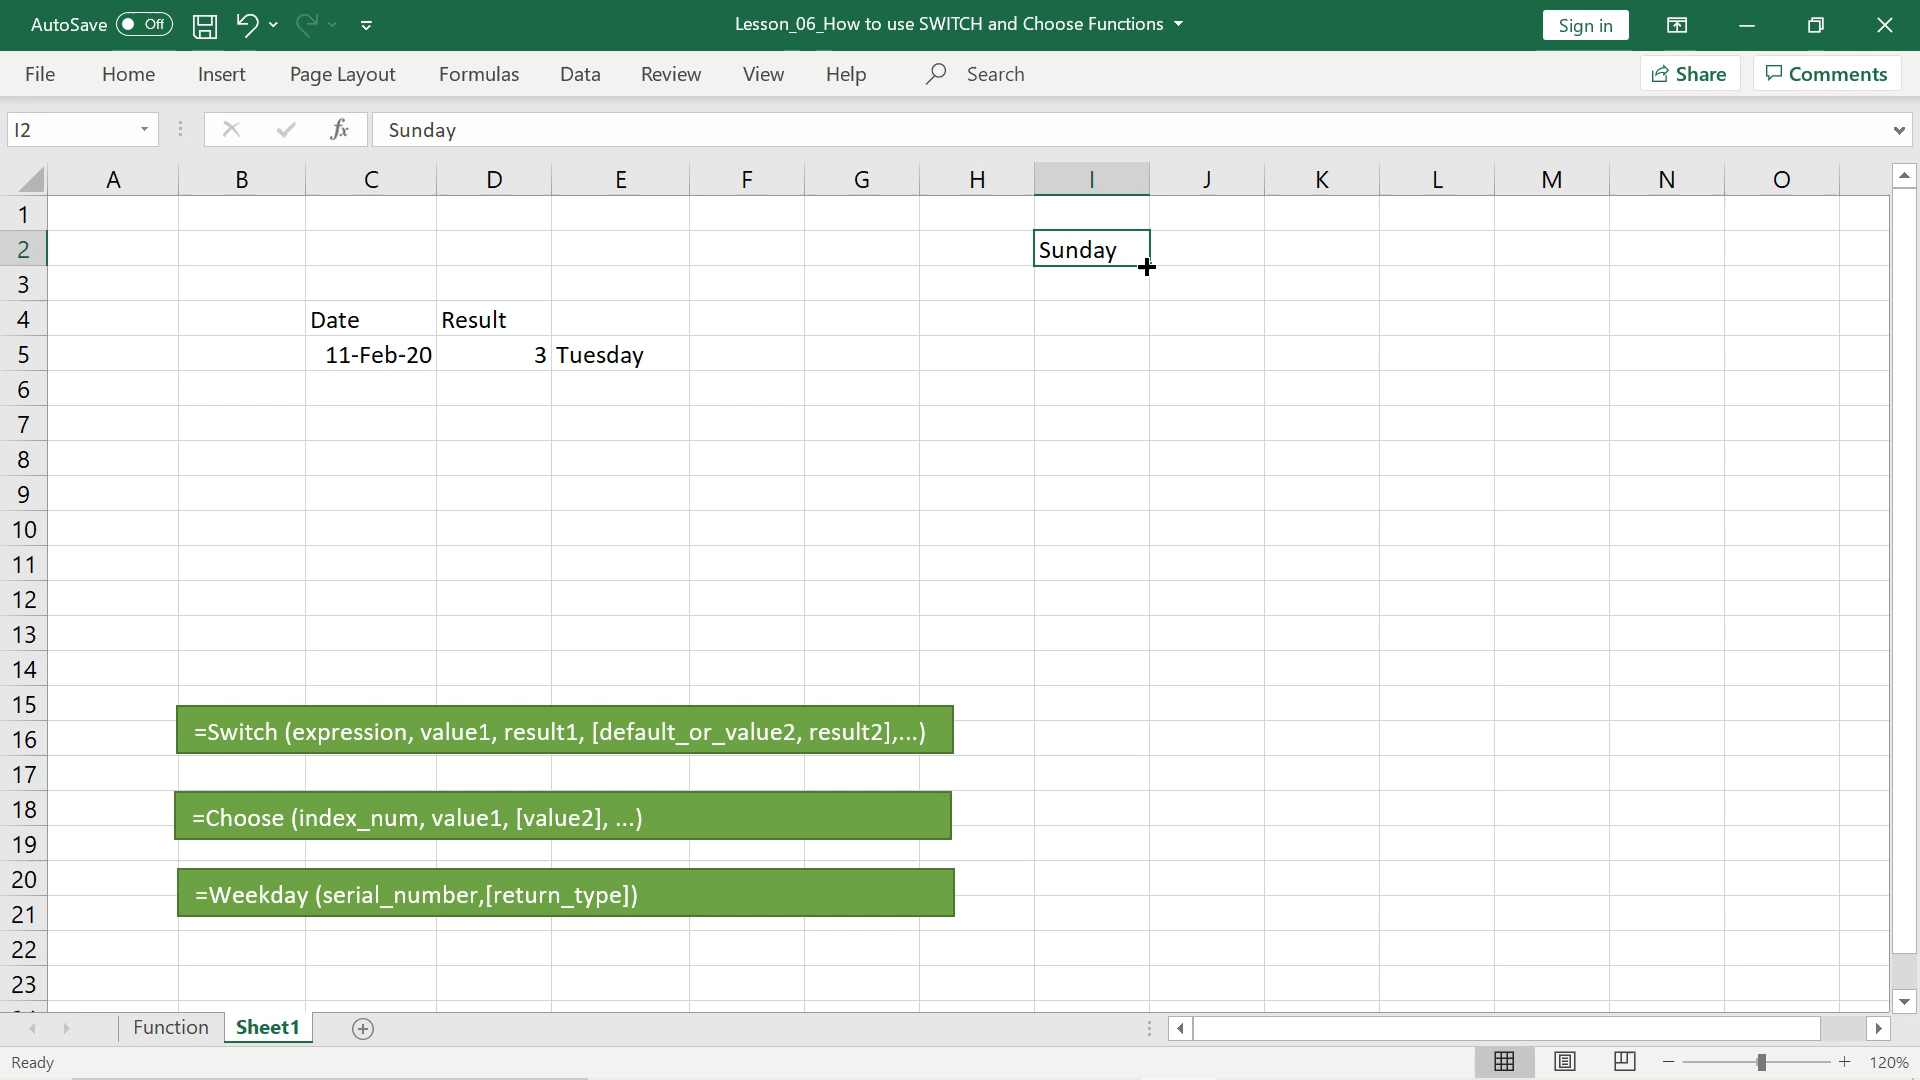 AutoSave Off Lesson_06_How to use SWITCH and Choose Functions Sign in
File Home Insert Page Layout Formulas Data Review View Help Search Share Comments
I2 fx Sunday
A B C D E F G H I J K L M N O
1
2 Sunday
3
4 Date Result
5 11-Feb-20 3 Tuesday
6
7
8
9
10
11
12
13
14
15
16 =Switch (expression, value1, result1, [default_or_value2, result2],...)
17
18 =Choose (index_num, value1, [value2], ...)
19
20 =Weekday (serial_number,[return_type])
21
22
23
Function Sheet1
Ready 120%